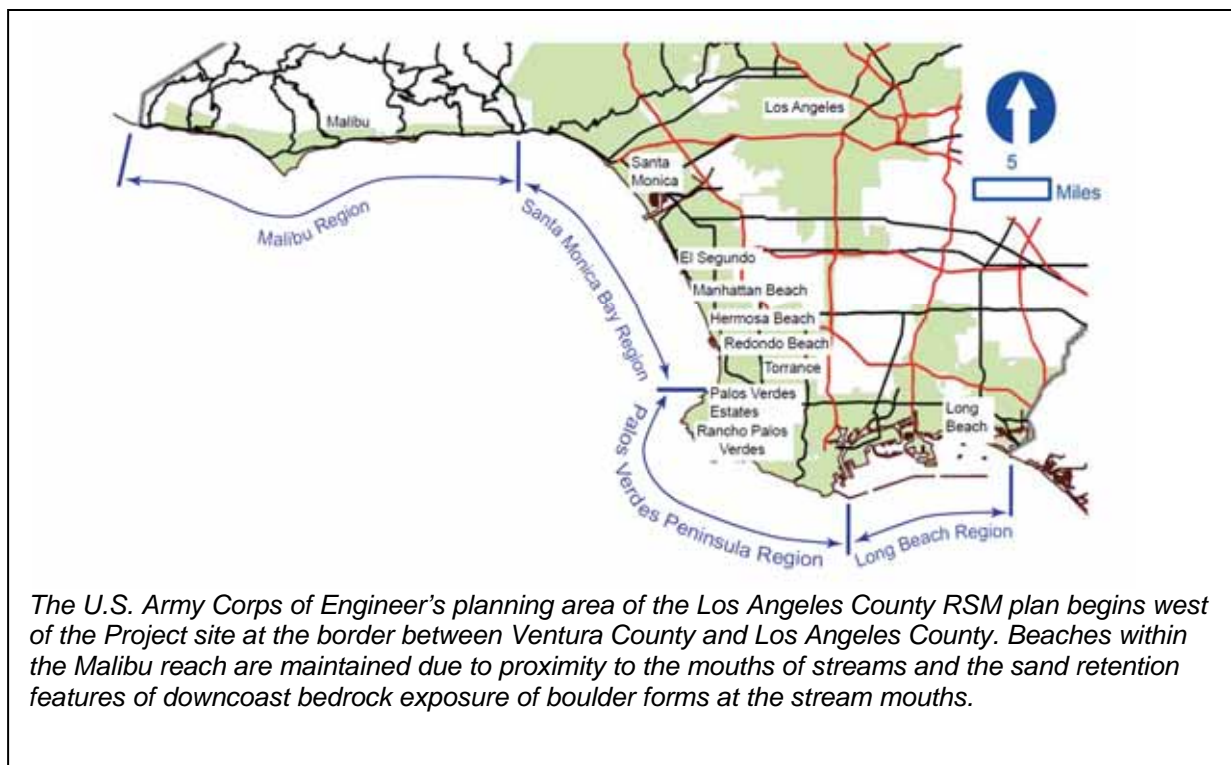 Malibu
Los Angeles
Santa
Monica
5
Miles
Malibu Region
Santa Monica Bay Region
El Segundo
Manhattan Beach
Hermosa Beach
Redondo Beach
Torrance
Palos Verdes
Estates
Rancho Palos
Verdes
Long
Beach
Palos Verdes Peninsula Region
Long Beach Region
The U.S. Army Corps of Engineer’s planning area of the Los Angeles County RSM plan begins west
of the Project site at the border between Ventura County and Los Angeles County. Beaches within
the Malibu reach are maintained due to proximity to the mouths of streams and the sand retention
features of downcoast bedrock exposure of boulder forms at the stream mouths.